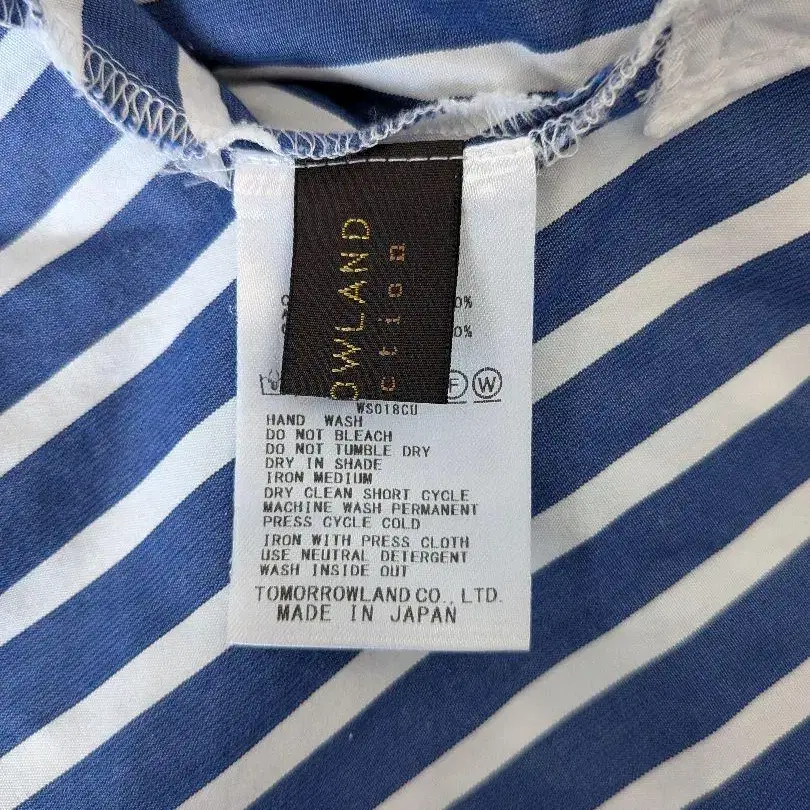 OWLAND
ction
0%
0%
F W
WS018CU
HAND WASH
DO NOT BLEACH
DO NOT TUMBLE DRY
DRY IN SHADE
IRON MEDIUM
DRY CLEAN SHORT CYCLE
MACHINE WASH PERMANENT
PRESS CYCLE COLD
IRON WITH PRESS CLOTH
USE NEUTRAL DETERGENT
WASH INSIDE OUT
TOMORROWLAND CO., LTD.
MADE IN JAPAN